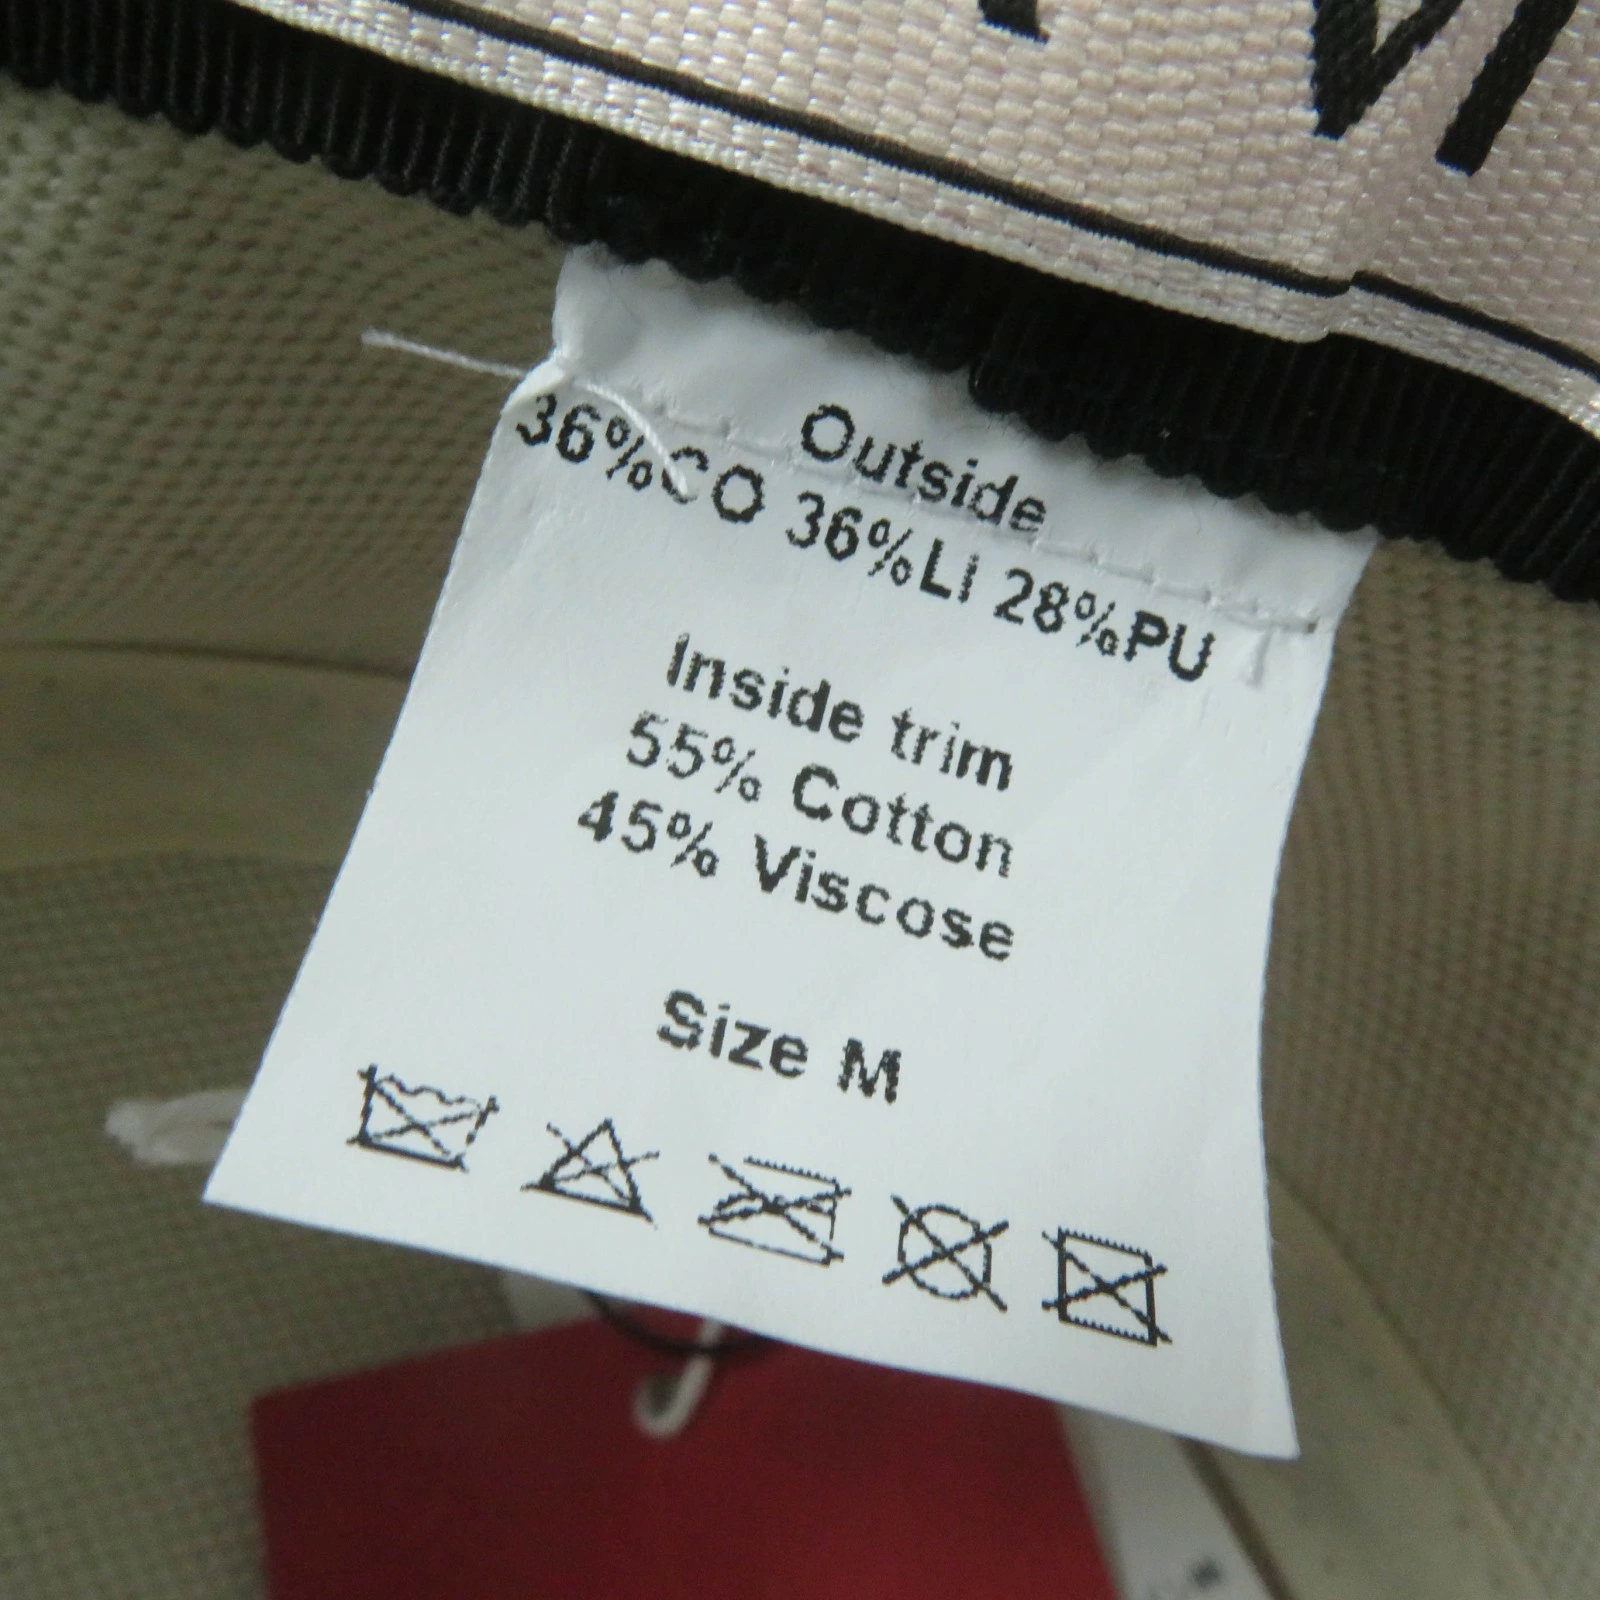 Outside
36%CO 36%LI 28%PU
Inside trim
55% Cotton
45% Viscose
Size M